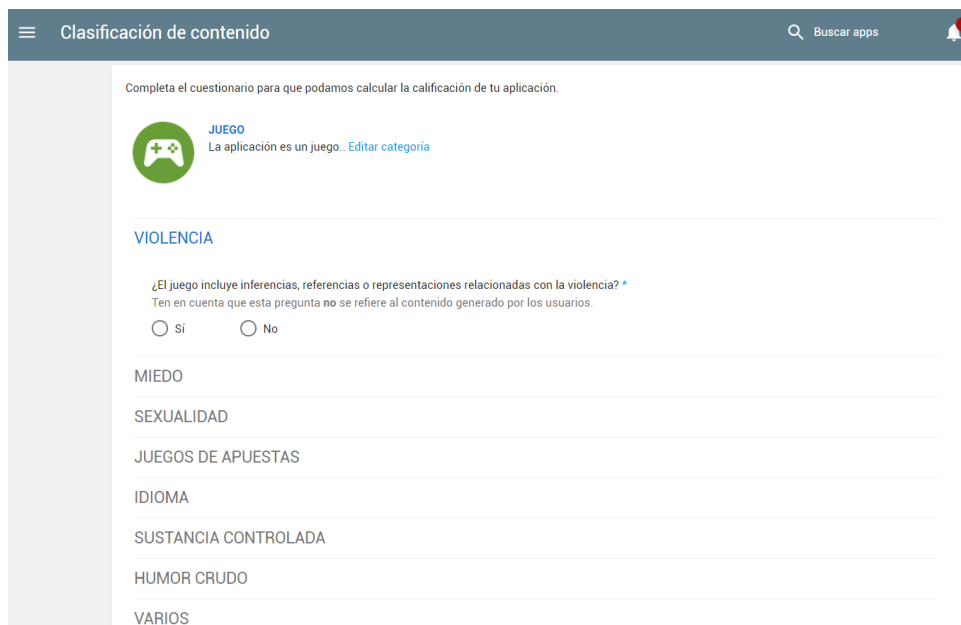 Clasificación de contenido
Buscar apps
Completa el cuestionario para que podamos calcular la calificación de tu aplicación.
JUEGO
La aplicación es un juego.. Editar categoría
VIOLENCIA
¿El juego incluye inferencias, referencias o representaciones relacionadas con la violencia? *
Ten en cuenta que esta pregunta no se refiere al contenido generado por los usuarios.
Sí No
MIEDO
SEXUALIDAD
JUEGOS DE APUESTAS
IDIOMA
SUSTANCIA CONTROLADA
HUMOR CRUDO
VARIOS